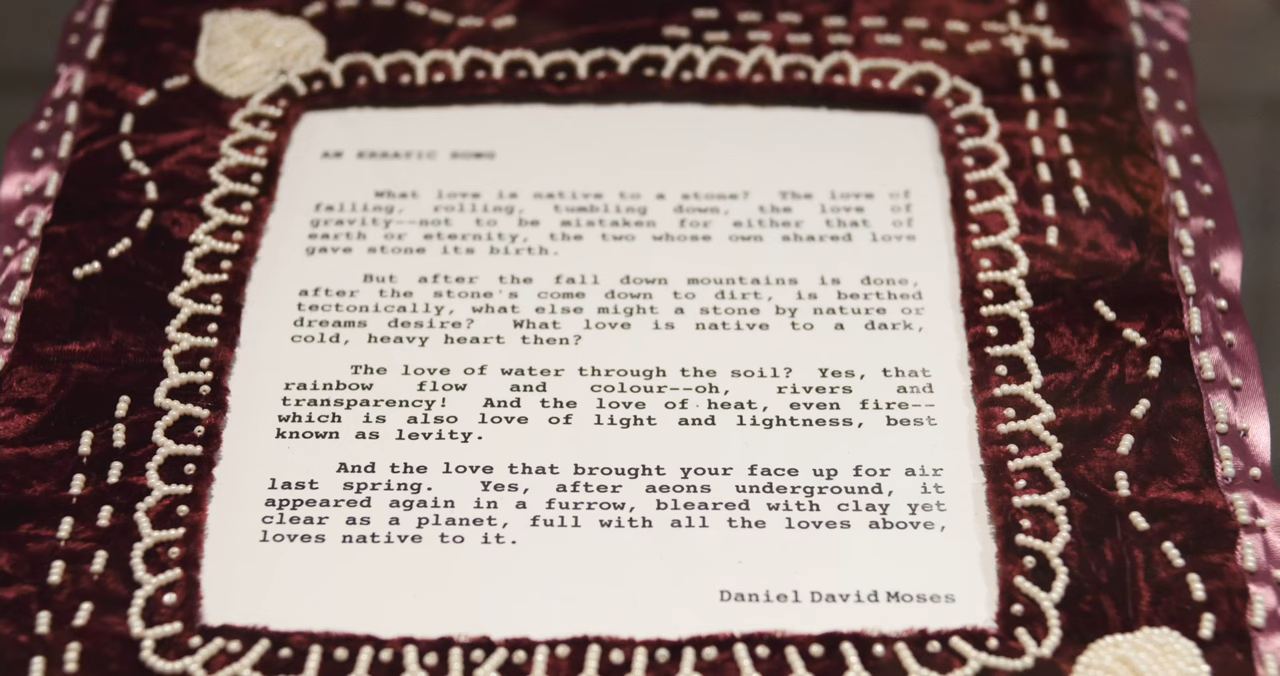 AN ERRATIC SONG
What love is native to a stone? The love of
falling, rolling, tumbling down, the love of
gravity--not to be mistaken for either that of
earth or eternity, the two whose own shared love
gave stone its birth.
But after the fall down mountains is done,
after the stone's come down to dirt, is berthed
tectonically, what else might a stone by nature or
dreams desire? What love is native to a dark,
cold, heavy heart then?
The love of water through the soil? Yes, that
rainbow flow and colour--oh, rivers and
transparency! And the love of heat, even fire--
which is also love of light and lightness, best
known as levity.
And the love that brought your face up for air
last spring. Yes, after aeons underground, it
appeared again in a furrow, bleared with clay yet
clear as a planet, full with all the loves above,
loves native to it.
Daniel David Moses